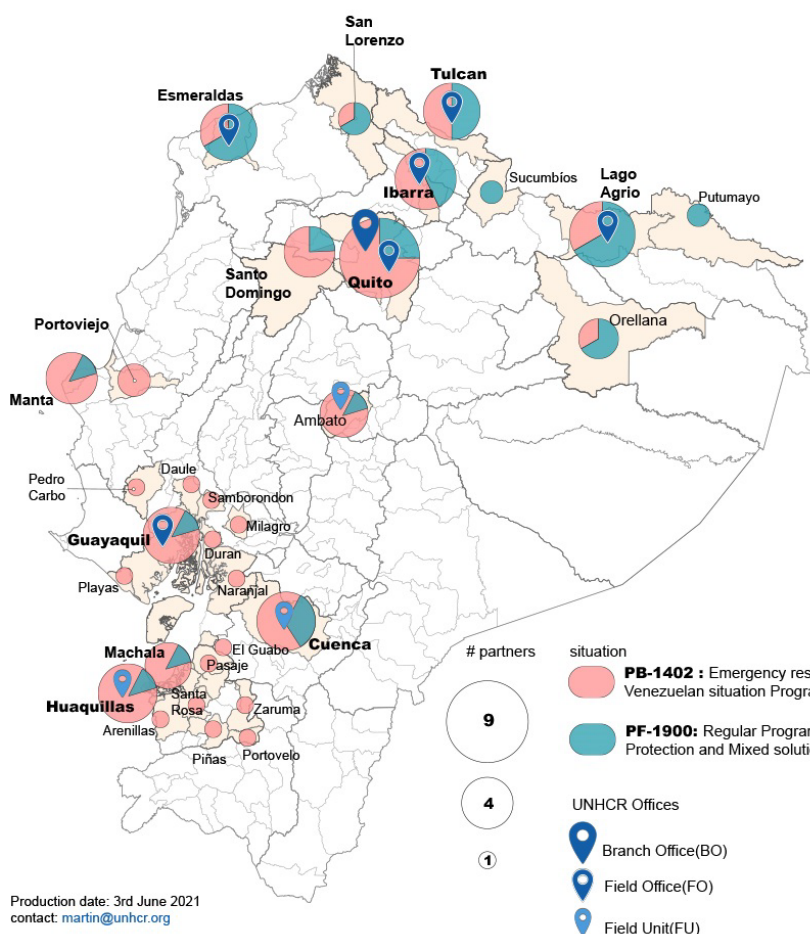 San
Lorenzo
Tulcan
Esmeraldas
Ibarra
Sucumbíos
Lago
Agrio
Putumayo
Santo
Domingo
Quito
Portoviejo
Orellana
Manta
Ambato
Pedro
Carbo
Daule
Samborondon
Milagro
Guayaquil
Duran
Playas
Naranjal
Cuenca
Machala
El Guabo
Pasaje
Huaquillas
Santa
Rosa
Zaruma
Arenillas
Piñas
Portovelo
# partners
9
4
1
situation
PB-1402 : Emergency res
Venezuelan situation Progra
PF-1900: Regular Program
Protection and Mixed solutio
UNHCR Offices
Branch Office(BO)
Field Office(FO)
Field Unit(FU)
Production date: 3rd June 2021
contact: martin@unhcr.org